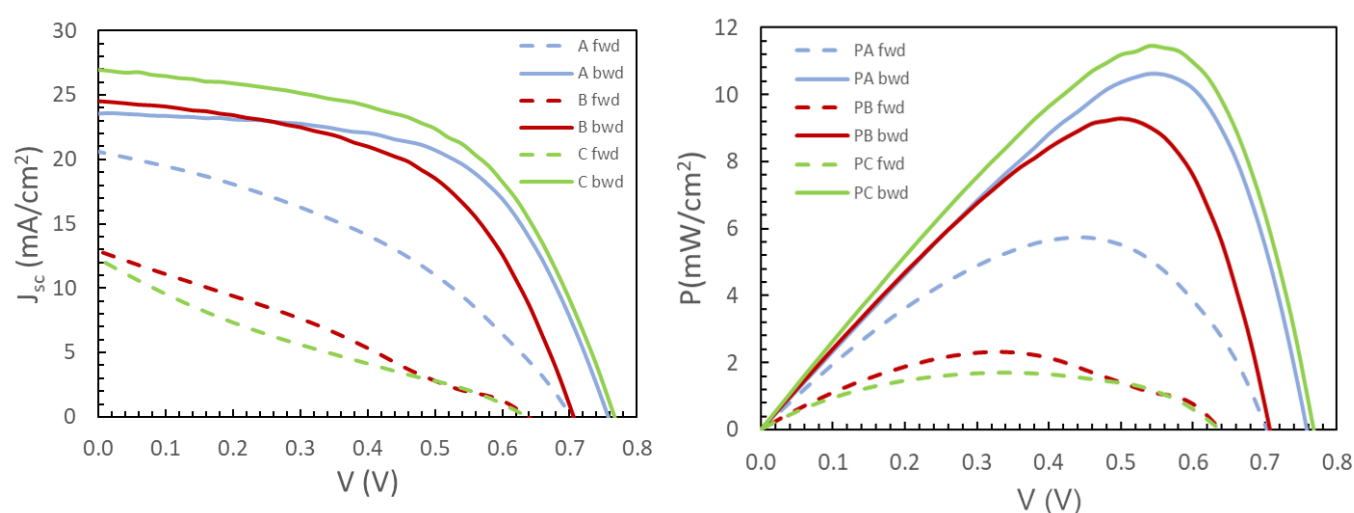 30
25
20
15
10
5
0
J_sc (mA/cm²)
A fwd
A bwd
B fwd
B bwd
C fwd
C bwd
0.0 0.1 0.2 0.3 0.4 0.5 0.6 0.7 0.8
V (V)
12
10
8
6
4
2
0
P(mW/cm²)
PA fwd
PA bwd
PB fwd
PB bwd
PC fwd
PC bwd
0.0 0.1 0.2 0.3 0.4 0.5 0.6 0.7 0.8
V (V)